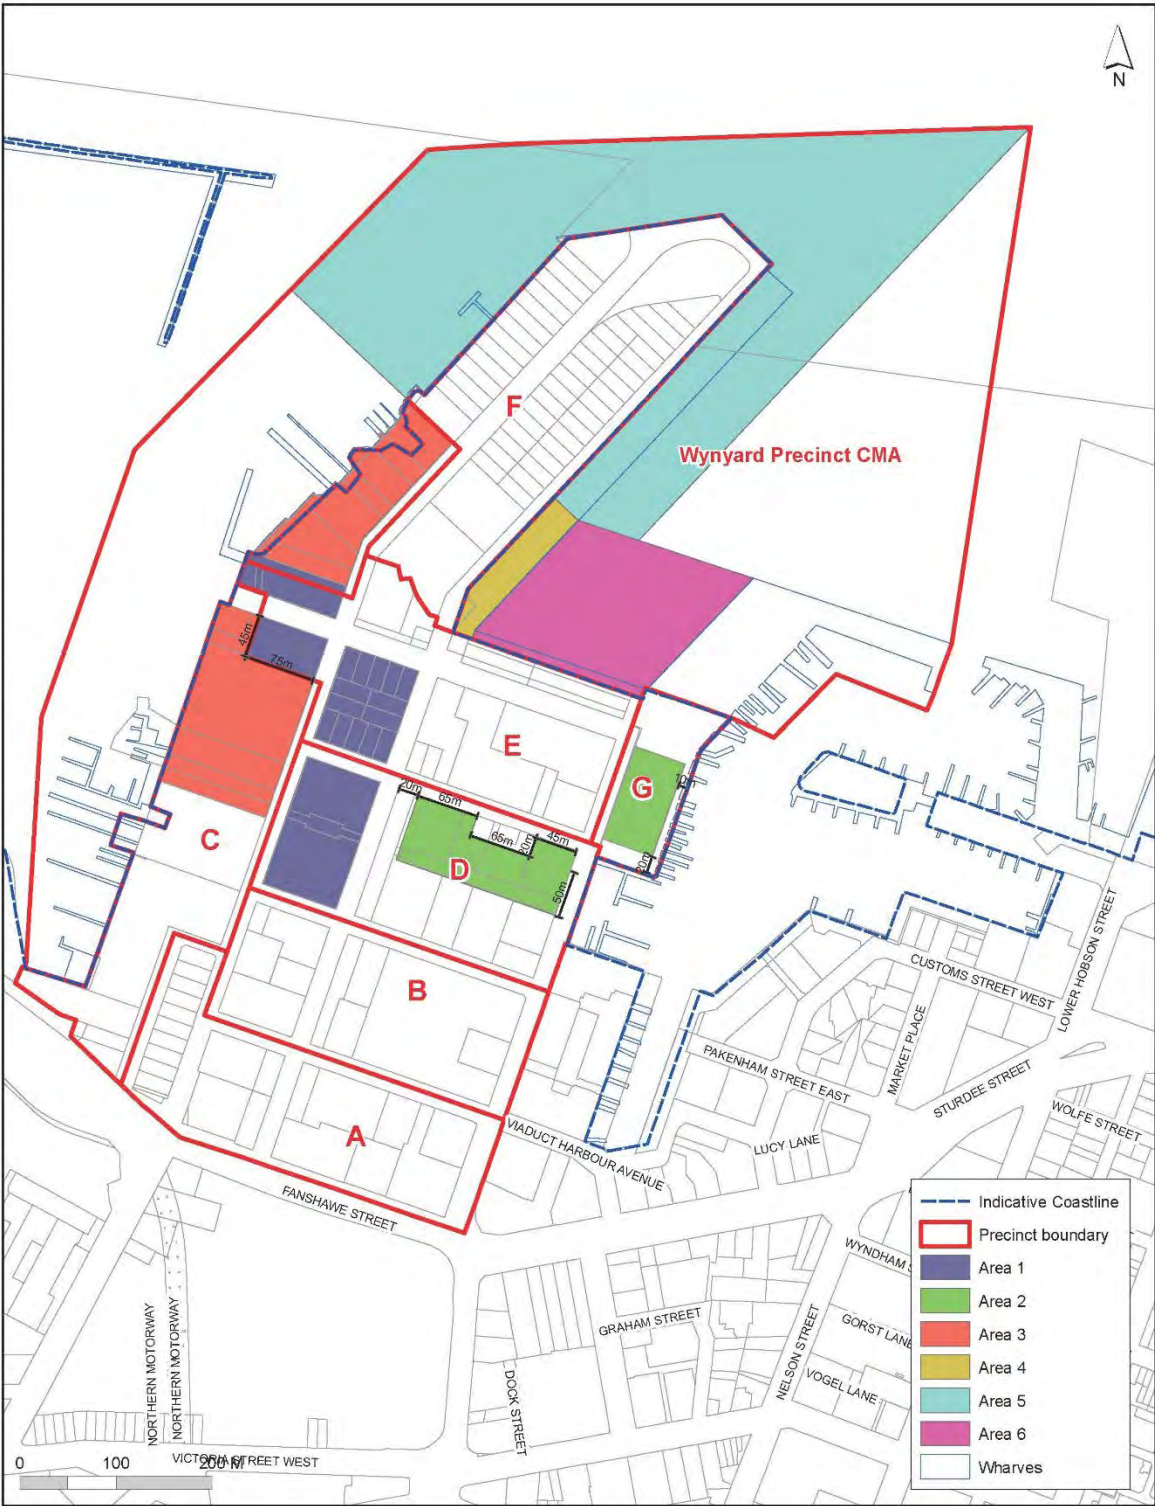 N
F
Wynyard Precinct CMA
45m
75m
E
G
10m
20m
65m
C
65m
20m
45m
D
50m
20m
B
A
CUSTOMS STREET WEST
LOWER HOBSON STREET
MARKET PLACE
PAKENHAM STREET EAST
STURDEE STREET
WOLFE STREET
LUCY LANE
VIADUCT HARBOUR AVENUE
FANSHAWE STREET
Indicative Coastline
Precinct boundary
Area 1
Area 2
Area 3
Area 4
Area 5
Area 6
Wharves
WYNDHAM S
GORST LANE
VOGEL LANE
NELSON STREET
GRAHAM STREET
DOCK STREET
NORTHERN MOTORWAY
NORTHERN MOTORWAY
VICTORIA STREET WEST
0 100 200 M